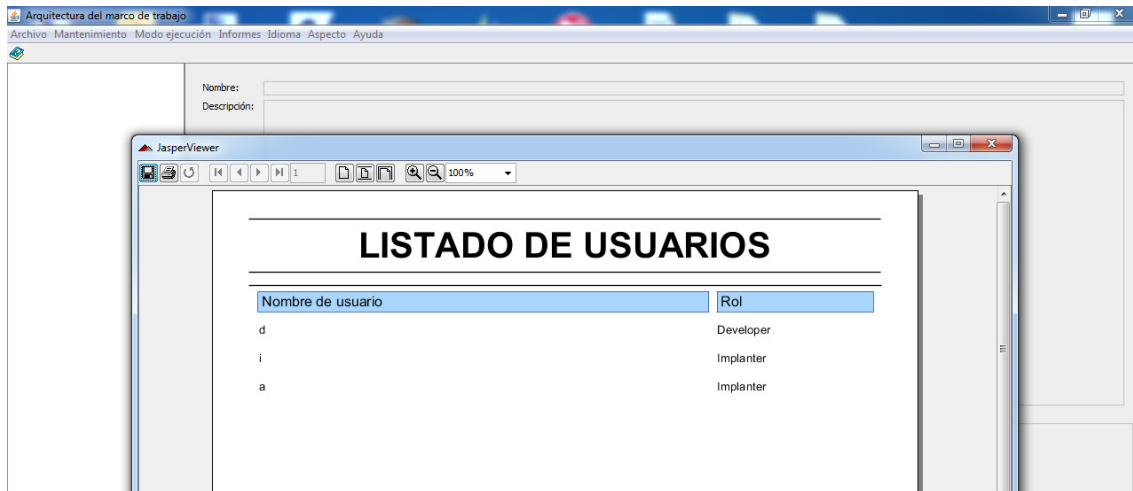 Arquitectura del marco de trabajo
Archivo Mantenimiento Modo ejecución Informes Idioma Aspecto Ayuda
Nombre:
Descripción:
JasperViewer
1 100%
LISTADO DE USUARIOS
Nombre de usuario Rol
d Developer
i Implanter
a Implanter